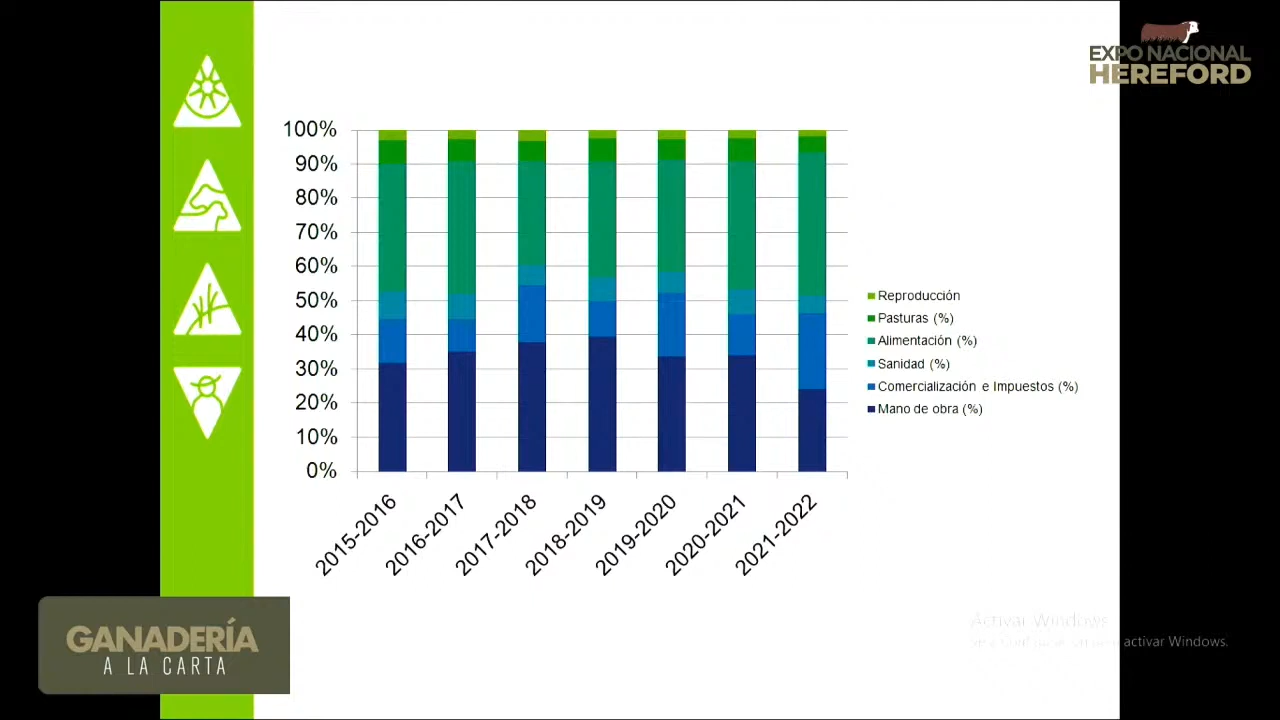 EXPO NACIONAL
HEREFORD
100%
90%
80%
70%
60%
50%
40%
30%
20%
10%
0%
2015-2016
2016-2017
2017-2018
2018-2019
2019-2020
2020-2021
2021-2022
Reproducción
Pasturas (%)
Alimentación (%)
Sanidad (%)
Comercialización e Impuestos (%)
Mano de obra (%)
GANADERÍA
A LA CARTA
Activar Windows
activar Windows.